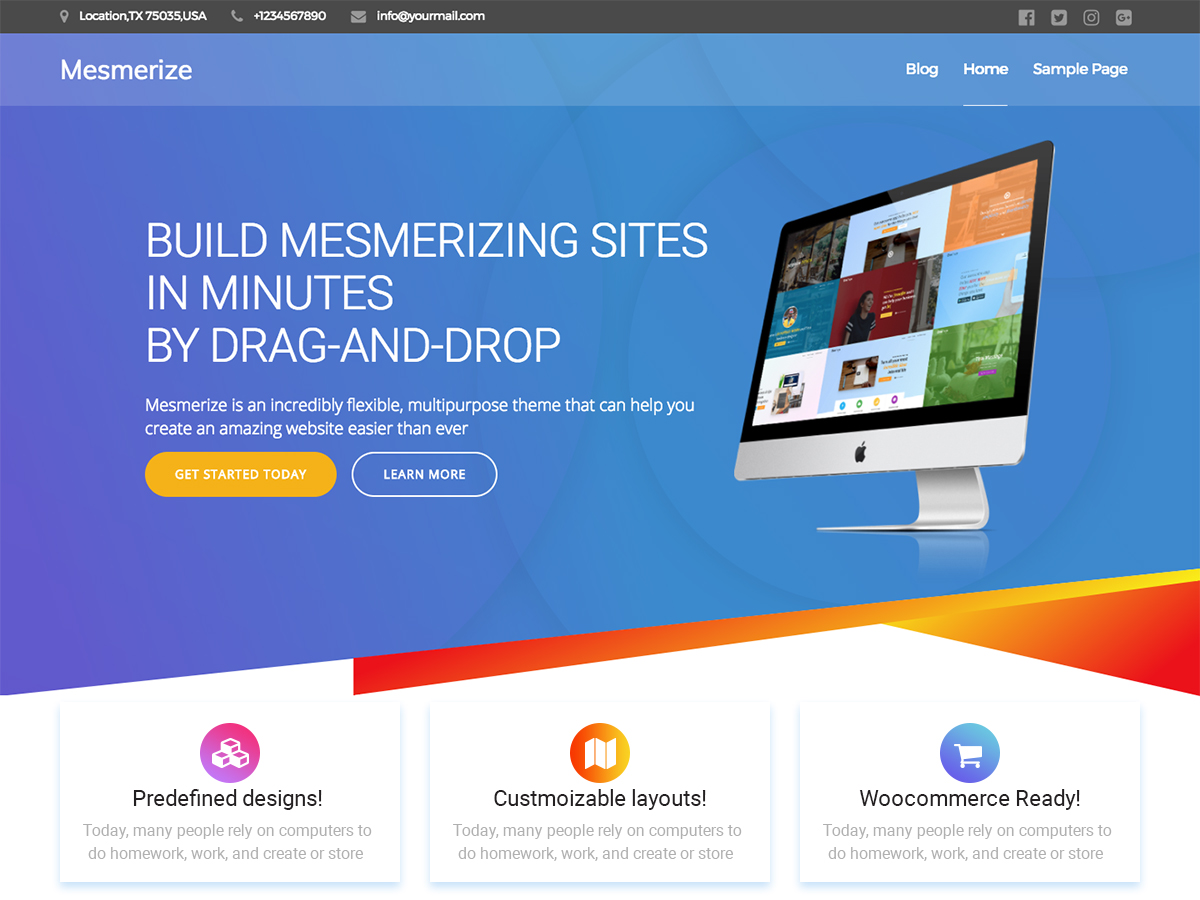 Location,TX 75035,USA +1234567890 info@yourmail.com
Mesmerize
Blog Home Sample Page
BUILD MESMERIZING SITES
IN MINUTES
BY DRAG-AND-DROP
Mesmerize is an incredibly flexible, multipurpose theme that can help you
create an amazing website easier than ever
GET STARTED TODAY LEARN MORE
Predefined designs!
Today, many people rely on computers to
do homework, work, and create or store
Custmoizable layouts!
Today, many people rely on computers to
do homework, work, and create or store
Woocommerce Ready!
Today, many people rely on computers to
do homework, work, and create or store